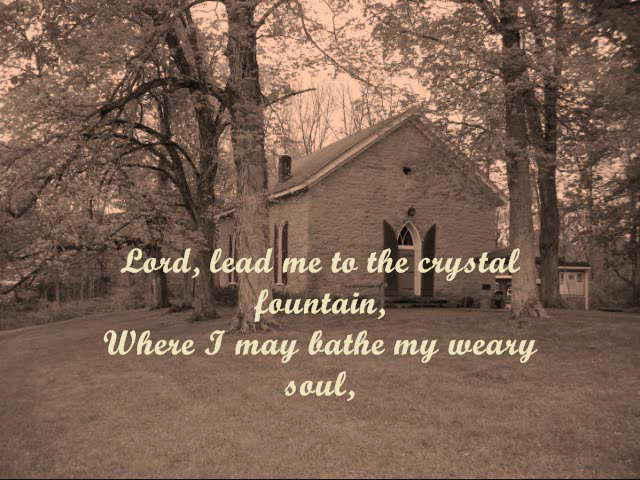 Lord, lead me to the crystal
fountain,
Where I may bathe my weary
soul,